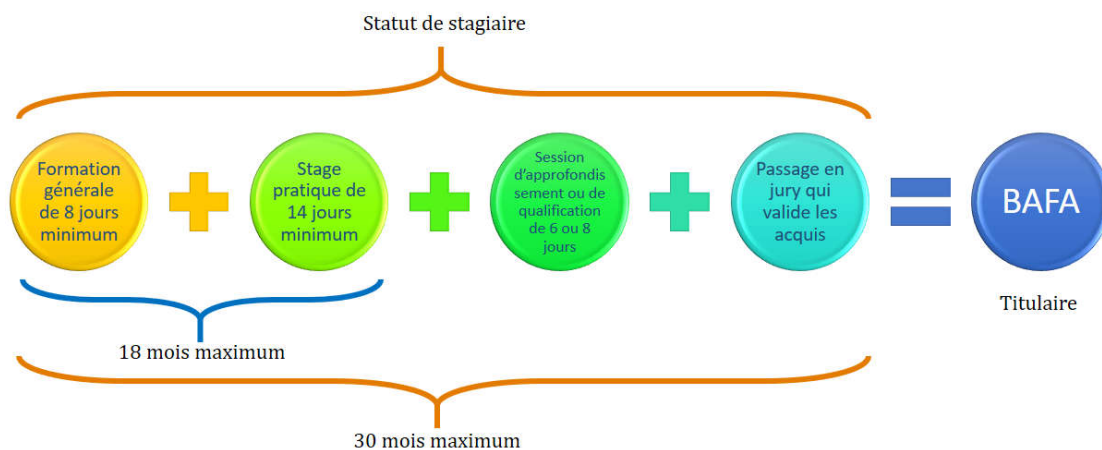 Statut de stagiaire
Formation
générale
de 8 jours
minimum
Stage
pratique de
14 jours
minimum
Session
d'approfondis
sement ou de
qualification
de 6 ou 8
jours
Passage en
jury qui
valide les
acquis
BAFA
Titulaire
18 mois maximum
30 mois maximum